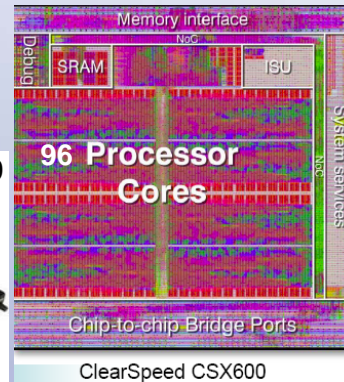 Memory interface
NoC
Debug
SRAM
ISU
System services
96 Processor
Cores
NoC
Chip-to-chip Bridge Ports
ClearSpeed CSX600